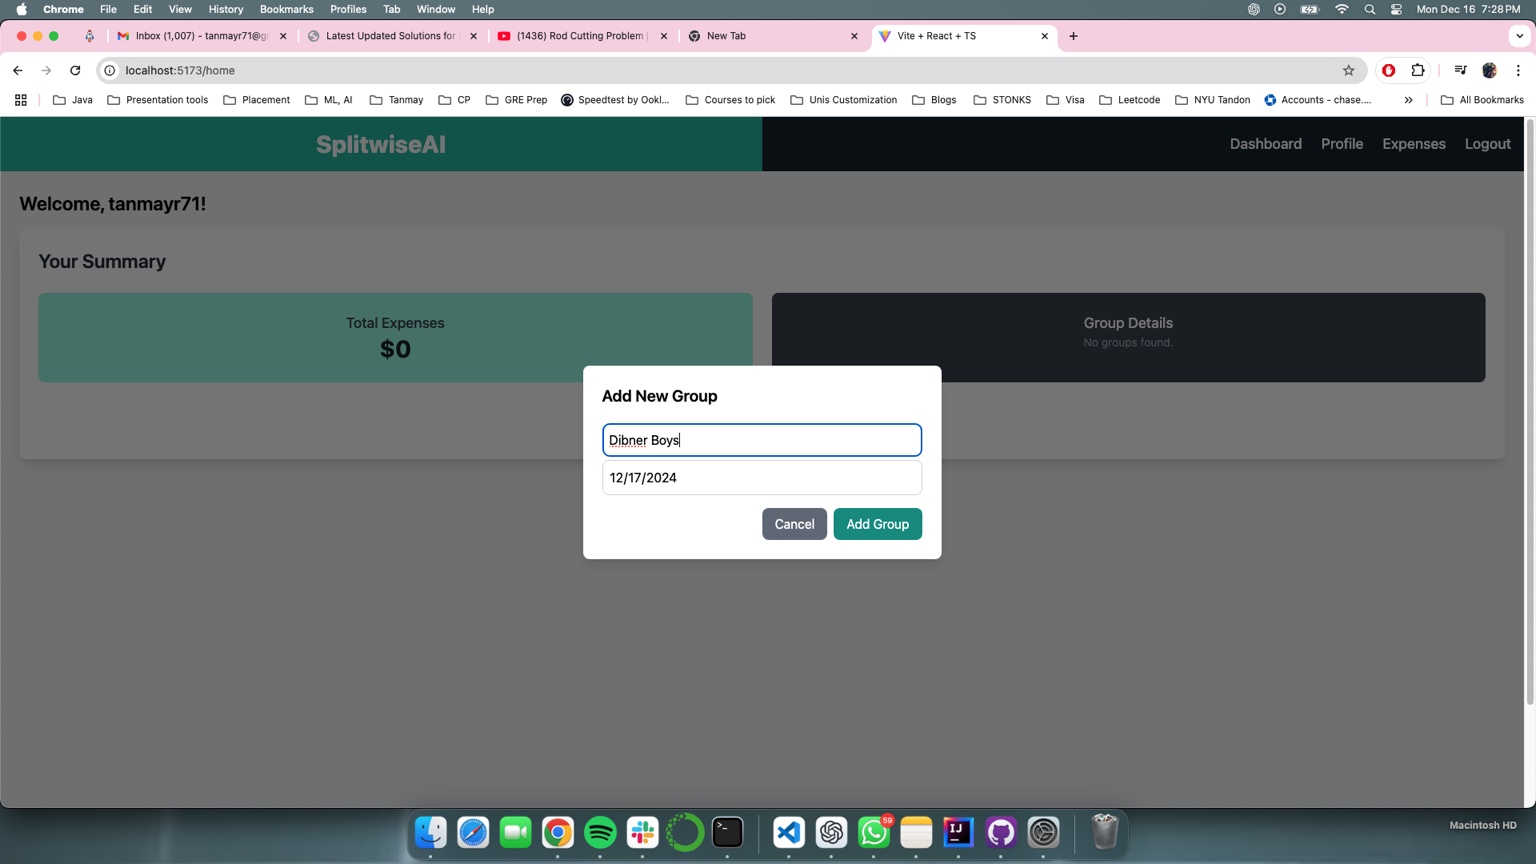 Chrome File Edit View History Bookmarks Profiles Tab Window Help Mon Dec 16 7:28 PM
Inbox (1,007) - tanmayr71@g Latest Updated Solutions for (1436) Rod Cutting Problem | New Tab Vite + React + TS
localhost:5173/home
Java Presentation tools Placement ML, AI Tanmay CP GRE Prep Speedtest by Ookl... Courses to pick Unis Customization Blogs STONKS Visa Leetcode NYU Tandon Accounts - chase.... » All Bookmarks
SplitwiseAI Dashboard Profile Expenses Logout
Welcome, tanmayr71!
Your Summary
Total Expenses
$0
Group Details
No groups found.
Add New Group
Dibner Boys
12/17/2024
Cancel Add Group
59
IJ
Macintosh HD